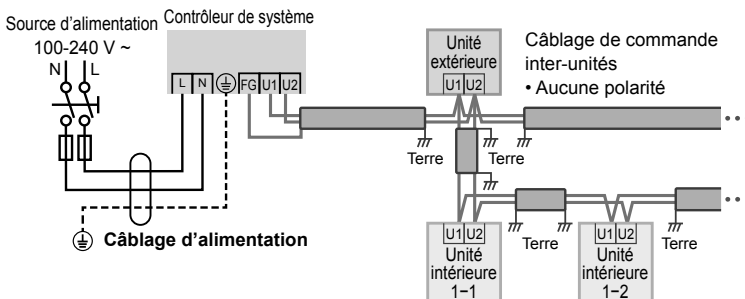 Source d'alimentation
100-240 V ~
N L
Contrôleur de système
L N FG U1 U2
Unité
extérieure
U1 U2
Câblage de commande
inter-unités
• Aucune polarité
Terre Terre
Câblage d'alimentation
U1 U2
Unité
intérieure
1−1
Terre
U1 U2
Unité
intérieure
1−2
Terre